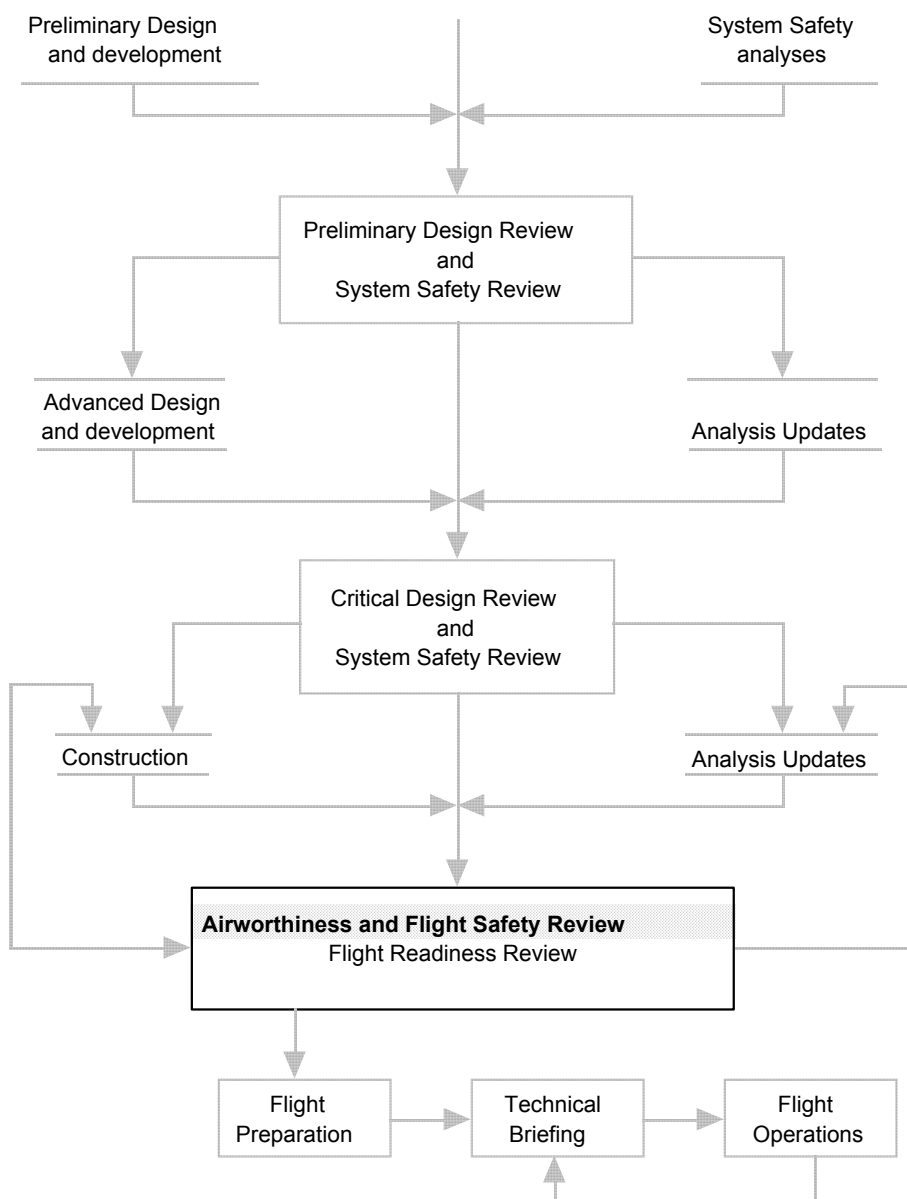 Preliminary Design
and development
System Safety
analyses
Preliminary Design Review
and
System Safety Review
Advanced Design
and development
Analysis Updates
Critical Design Review
and
System Safety Review
Construction
Analysis Updates
Airworthiness and Flight Safety Review
Flight Readiness Review
Flight
Preparation
Technical
Briefing
Flight
Operations